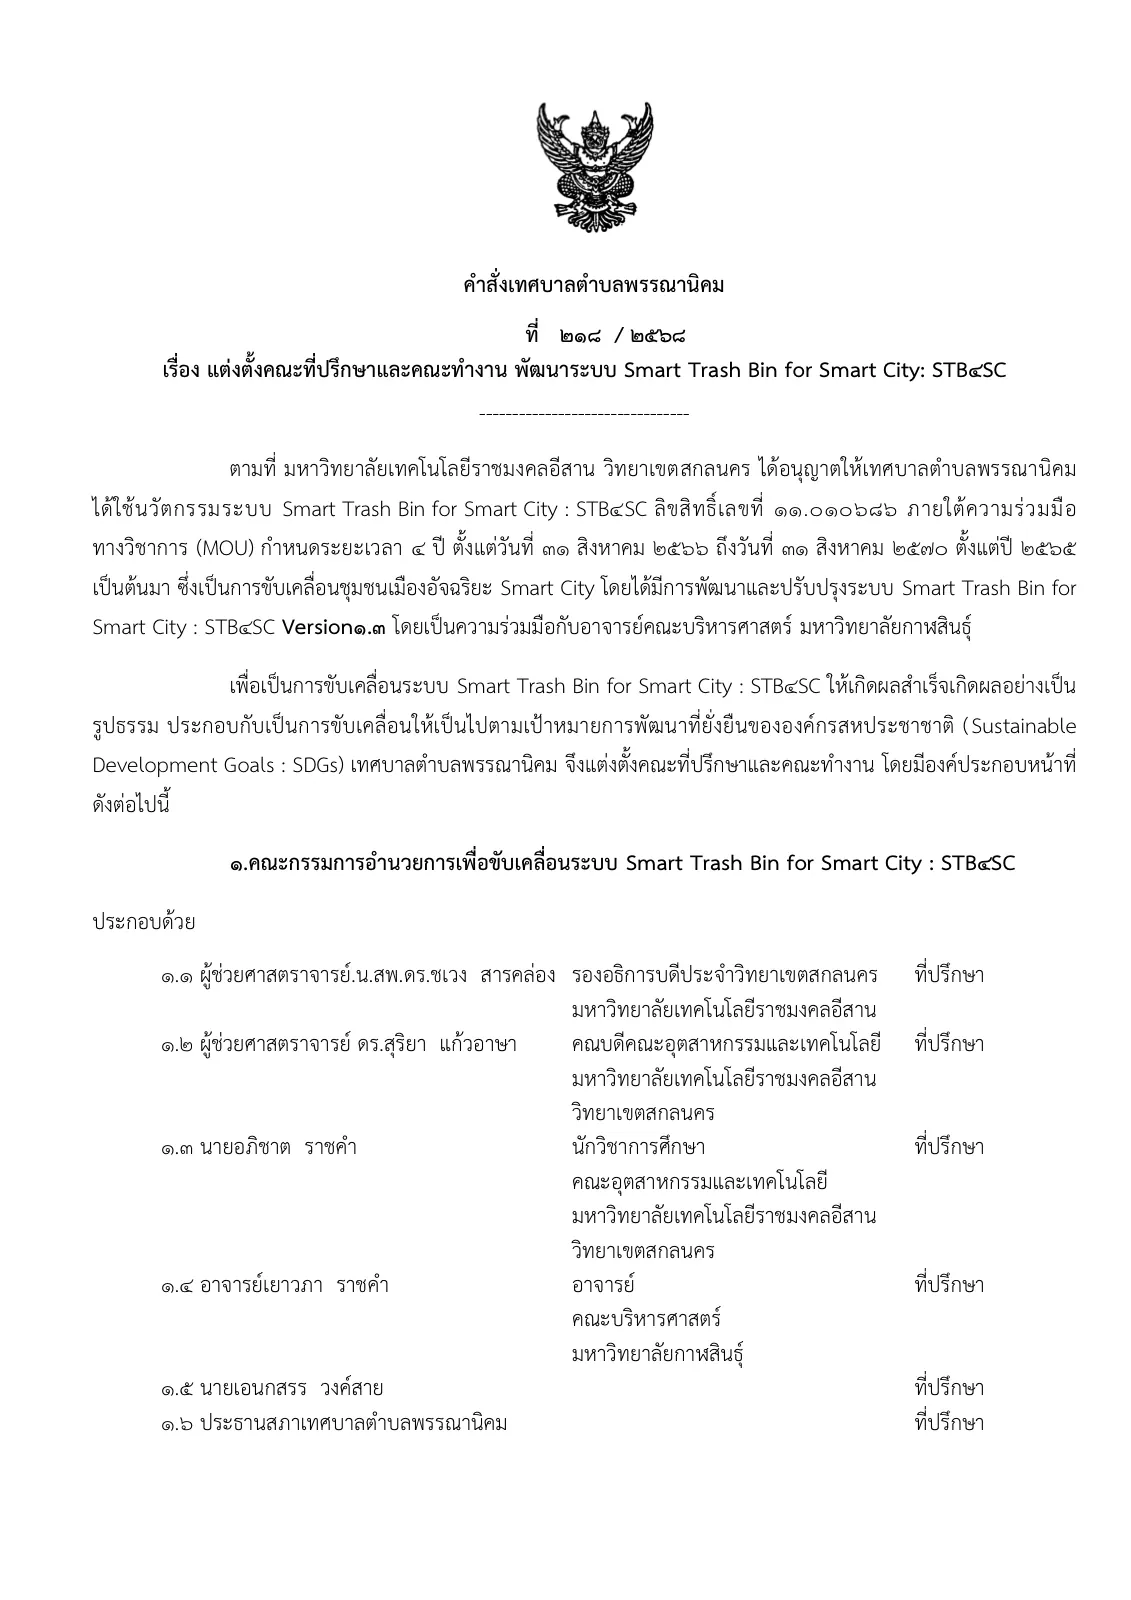 คำสั่งเทศบาลตำบลพรรณานิคม
ที่ ๒๑๘ / ๒๕๖๘
เรื่อง แต่งตั้งคณะที่ปรึกษาและคณะทำงาน พัฒนาระบบ Smart Trash Bin for Smart City: STB๔SC
--------------------------------
ตามที่ มหาวิทยาลัยเทคโนโลยีราชมงคลอีสาน วิทยาเขตสกลนคร ได้อนุญาตให้เทศบาลตำบลพรรณานิคม
ได้ใช้นวัตกรรมระบบ Smart Trash Bin for Smart City : STB๔SC ลิขสิทธิ์เลขที่ ๑๑.๐๑๐๖๘๖ ภายใต้ความร่วมมือ
ทางวิชาการ (MOU) กำหนดระยะเวลา ๔ ปี ตั้งแต่วันที่ ๓๑ สิงหาคม ๒๕๖๖ ถึงวันที่ ๓๑ สิงหาคม ๒๕๗๐ ตั้งแต่ปี ๒๕๖๕
เป็นต้นมา ซึ่งเป็นการขับเคลื่อนชุมชนเมืองอัจฉริยะ Smart City โดยได้มีการพัฒนาและปรับปรุงระบบ Smart Trash Bin for
Smart City : STB๔SC Version๑.๓ โดยเป็นความร่วมมือกับอาจารย์คณะบริหารศาสตร์ มหาวิทยาลัยกาฬสินธุ์
เพื่อเป็นการขับเคลื่อนระบบ Smart Trash Bin for Smart City : STB๔SC ให้เกิดผลสำเร็จเกิดผลอย่างเป็น
รูปธรรม ประกอบกับเป็นการขับเคลื่อนให้เป็นไปตามเป้าหมายการพัฒนาที่ยั่งยืนขององค์กรสหประชาชาติ (Sustainable
Development Goals : SDGs) เทศบาลตำบลพรรณานิคม จึงแต่งตั้งคณะที่ปรึกษาและคณะทำงาน โดยมีองค์ประกอบหน้าที่
ดังต่อไปนี้
๑.คณะกรรมการอำนวยการเพื่อขับเคลื่อนระบบ Smart Trash Bin for Smart City : STB๔SC
ประกอบด้วย
๑.๑ ผู้ช่วยศาสตราจารย์.น.สพ.ดร.ชเวง สารคล่อง รองอธิการบดีประจำวิทยาเขตสกลนคร ที่ปรึกษา
มหาวิทยาลัยเทคโนโลยีราชมงคลอีสาน
๑.๒ ผู้ช่วยศาสตราจารย์ ดร.สุริยา แก้วอาษา คณบดีคณะอุตสาหกรรมและเทคโนโลยี ที่ปรึกษา
มหาวิทยาลัยเทคโนโลยีราชมงคลอีสาน
วิทยาเขตสกลนคร
๑.๓ นายอภิชาต ราชคำ นักวิชาการศึกษา ที่ปรึกษา
คณะอุตสาหกรรมและเทคโนโลยี
มหาวิทยาลัยเทคโนโลยีราชมงคลอีสาน
วิทยาเขตสกลนคร
๑.๔ อาจารย์เยาวภา ราชคำ อาจารย์ ที่ปรึกษา
คณะบริหารศาสตร์
มหาวิทยาลัยกาฬสินธุ์
๑.๕ นายเอนกสรร วงค์สาย ที่ปรึกษา
๑.๖ ประธานสภาเทศบาลตำบลพรรณานิคม ที่ปรึกษา